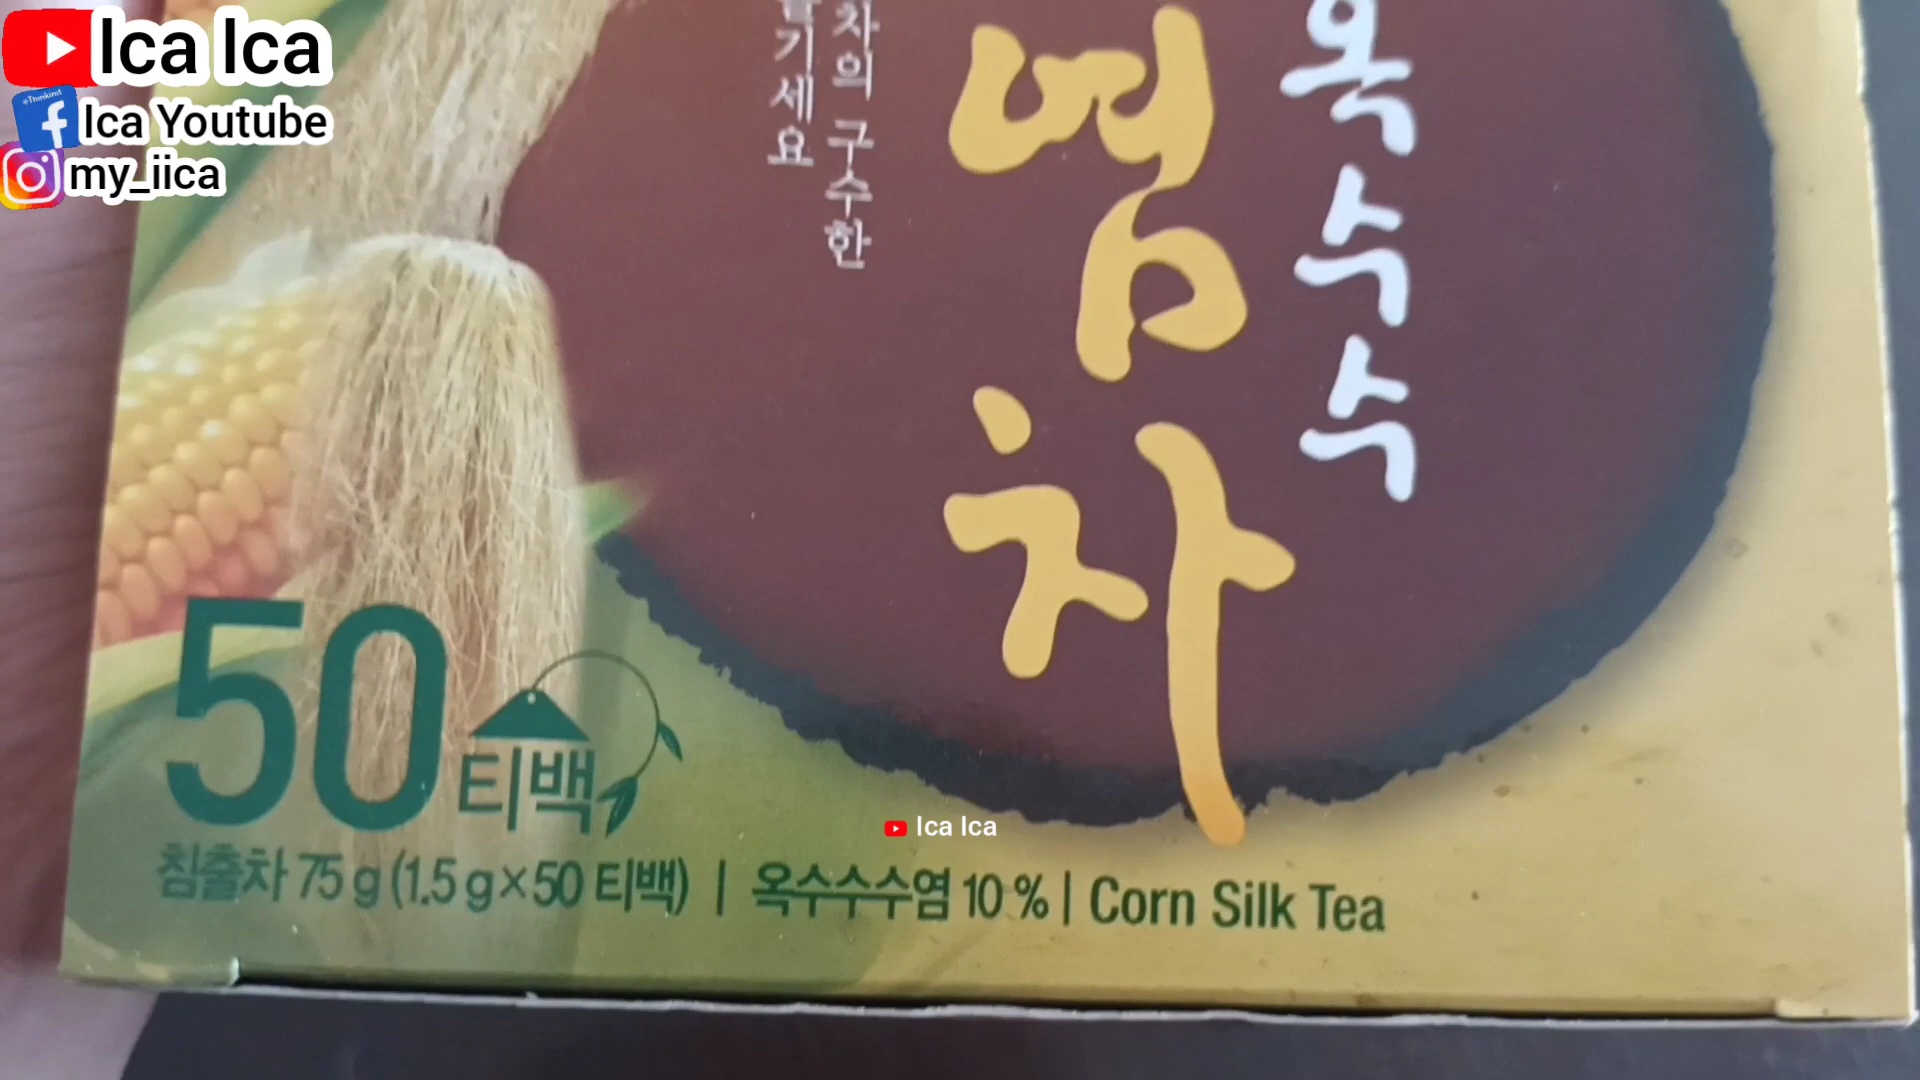 Ica Ica
Ica Youtube
my_iica
옥수수
염차
차의 구수한
기세요
50 티백
침출차 75 g (1.5 g×50 티백) | 옥수수수염 10 % | Corn Silk Tea
Ica Ica